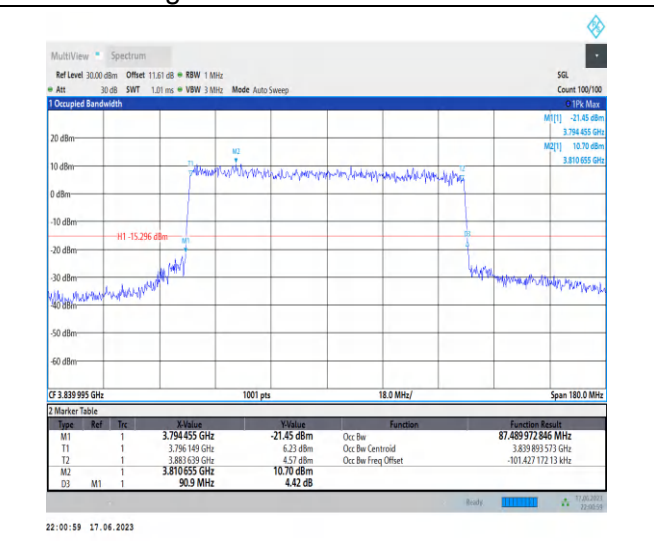 MultiView Spectrum
Ref Level 30.00 dBm Offset 11.61 dB RBW 1 MHz SGL
Att 30 dB SWT 1.01 ms VBW 3 MHz Mode Auto Sweep Count 100/100
1 Occupied Bandwidth 1Pk Max
M1[1] -21.45 dBm
3.794 455 GHz
M2[1] 10.70 dBm
3.810 655 GHz
20 dBm
M2
T1
T2
10 dBm
0 dBm
-10 dBm
H1 -15.296 dBm
M1
D3
-20 dBm
-30 dBm
-40 dBm
-50 dBm
-60 dBm
CF 3.839 995 GHz 1001 pts 18.0 MHz/ Span 180.0 MHz
2 Marker Table
Type Ref Trc X-Value Y-Value Function Function Result
M1 1 3.794 455 GHz -21.45 dBm Occ Bw 87.489 972 846 MHz
T1 1 3.796 149 GHz 6.23 dBm Occ Bw Centroid 3.839 893 573 GHz
T2 1 3.883 639 GHz 4.57 dBm Occ Bw Freq Offset -101.427 172 13 kHz
M2 1 3.810 655 GHz 10.70 dBm
D3 M1 1 90.9 MHz 4.42 dB
Ready 17.06.2023
22:00:59
22:00:59 17.06.2023